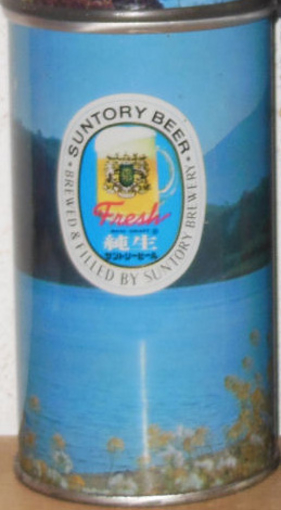 • SUNTORY BEER •
BREWED & FILLED BY SUNTORY BREWERY
Fresh
純生
サントリービール